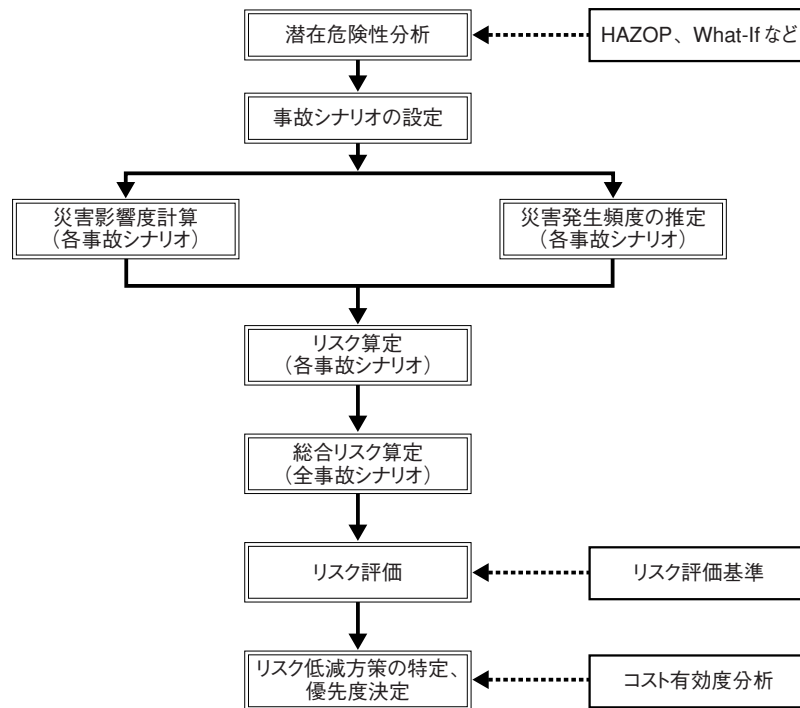 潜在危険性分析
HAZOP、What-Ifなど
事故シナリオの設定
災害影響度計算
（各事故シナリオ）
災害発生頻度の推定
（各事故シナリオ）
リスク算定
（各事故シナリオ）
総合リスク算定
（全事故シナリオ）
リスク評価
リスク評価基準
リスク低減方策の特定、
優先度決定
コスト有効度分析